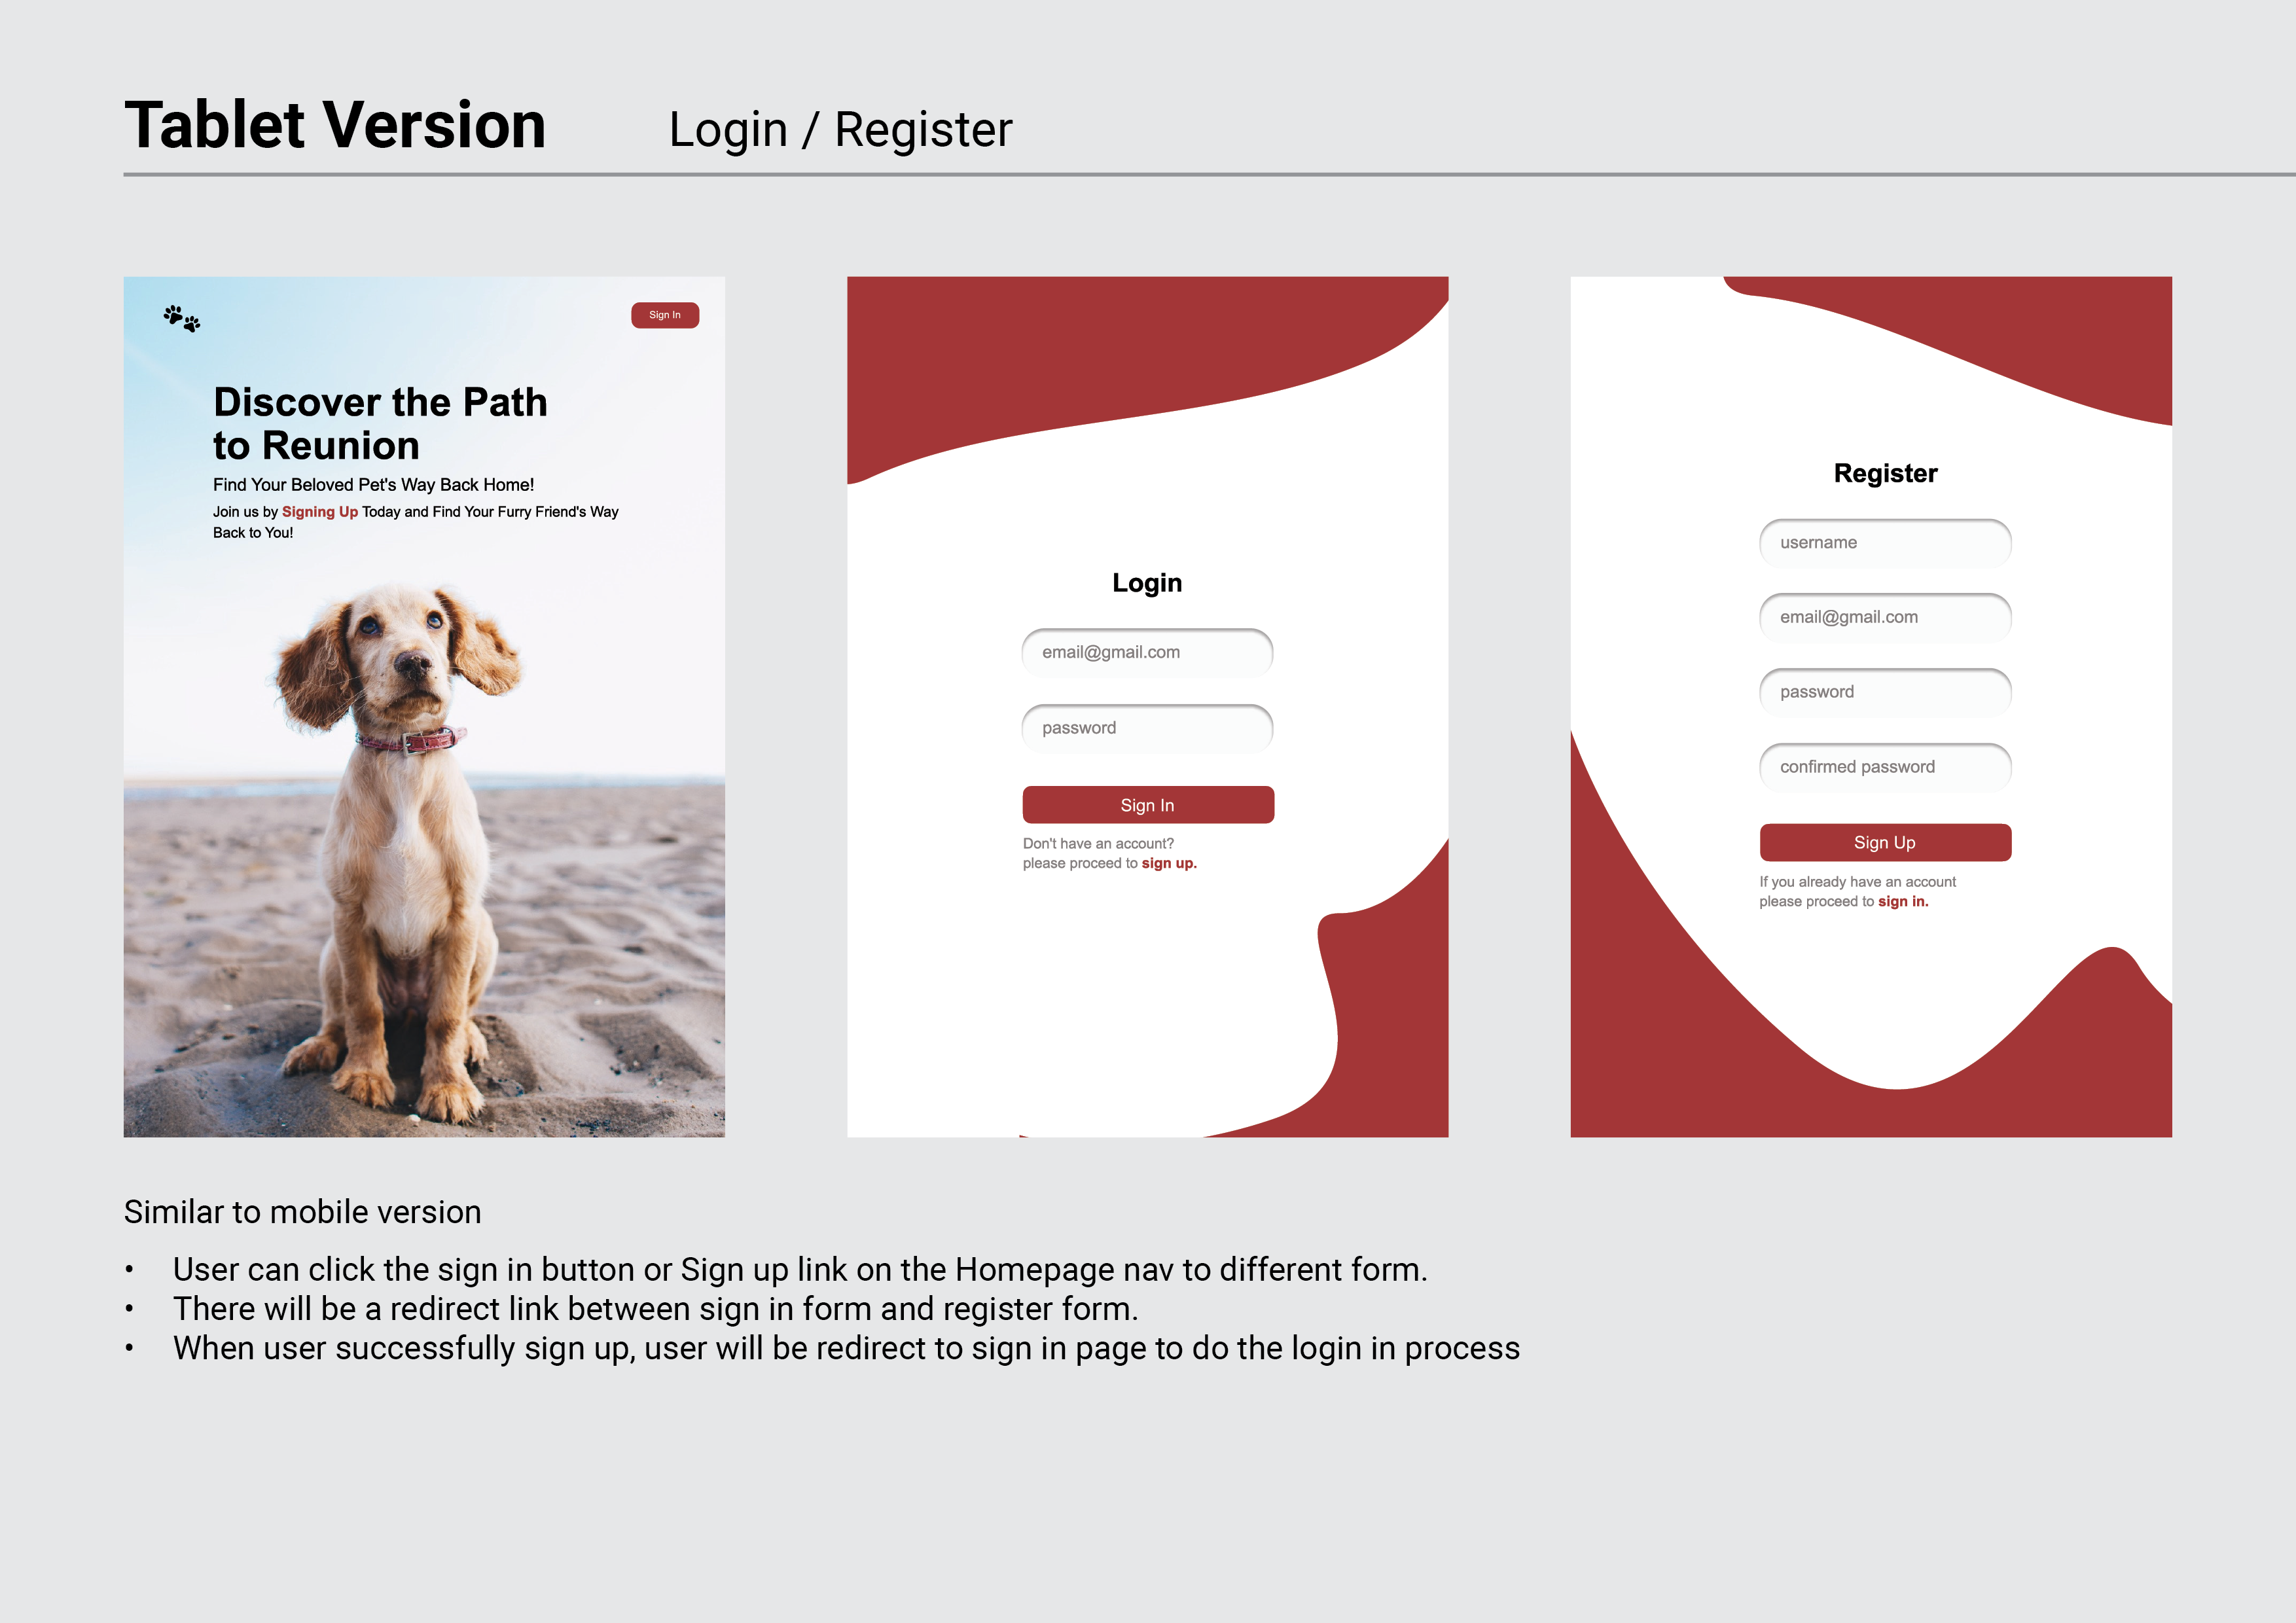 Tablet Version
Login / Register
Sign In
Discover the Path
to Reunion
Find Your Beloved Pet's Way Back Home!
Join us by Signing Up Today and Find Your Furry Friend's Way
Back to You!
Login
email@gmail.com
password
Sign In
Don't have an account?
please proceed to sign up.
Register
username
email@gmail.com
password
confirmed password
Sign Up
If you already have an account
please proceed to sign in.
Similar to mobile version
• User can click the sign in button or Sign up link on the Homepage nav to different form.
• There will be a redirect link between sign in form and register form.
• When user successfully sign up, user will be redirect to sign in page to do the login in process